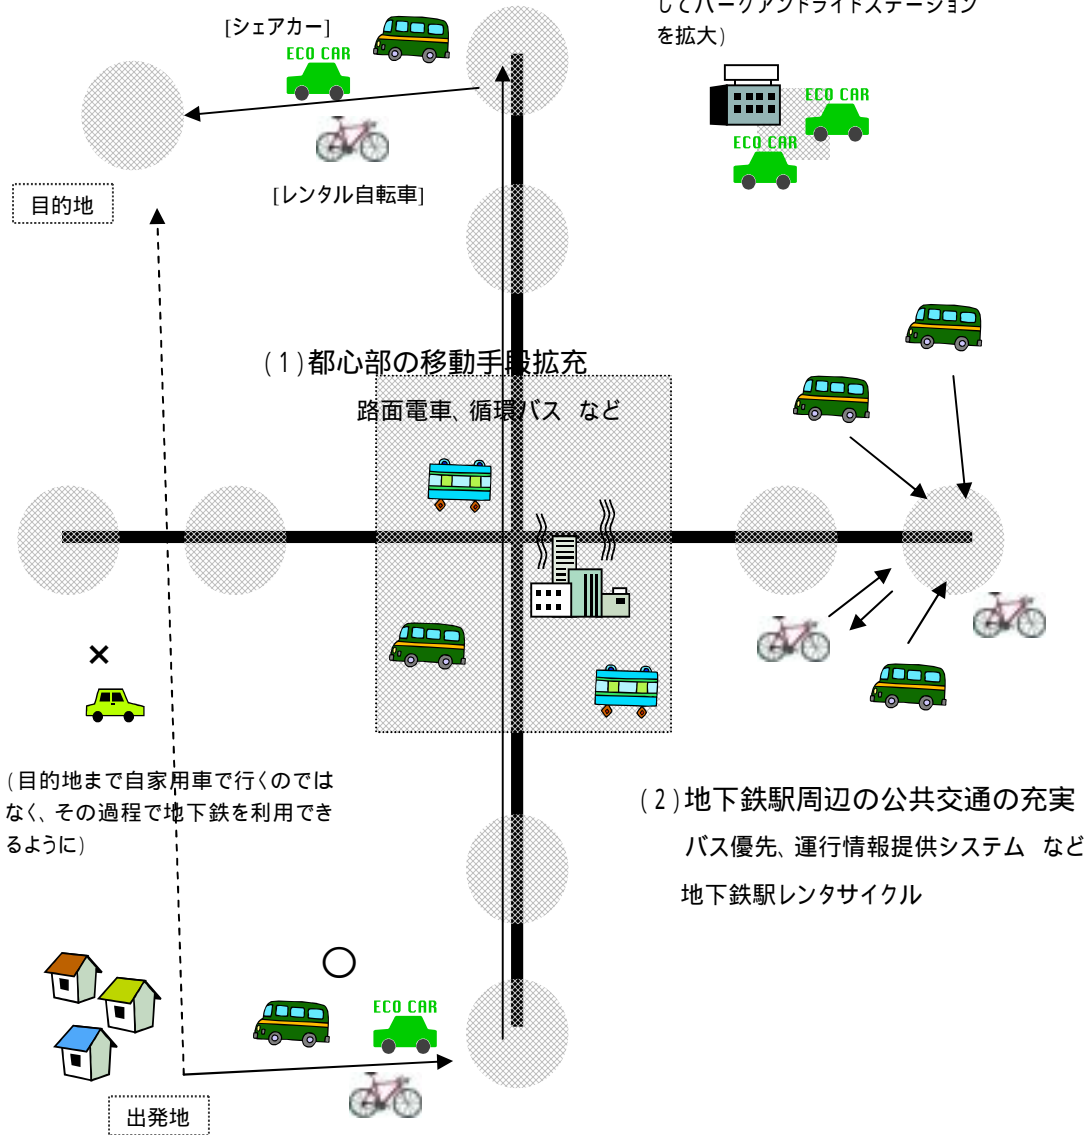 してパークアンドライドステーション
を拡大)
[シェアカー]
ECO CAR
ECO CAR
ECO CAR
[レンタル自転車]
目的地
(1)都心部の移動手段拡充
路面電車、循環バス など
×
(目的地まで自家用車で行くのでは
なく、その過程で地下鉄を利用でき
るように)
(2)地下鉄駅周辺の公共交通の充実
バス優先、運行情報提供システム など
地下鉄駅レンタサイクル
○
ECO CAR
出発地